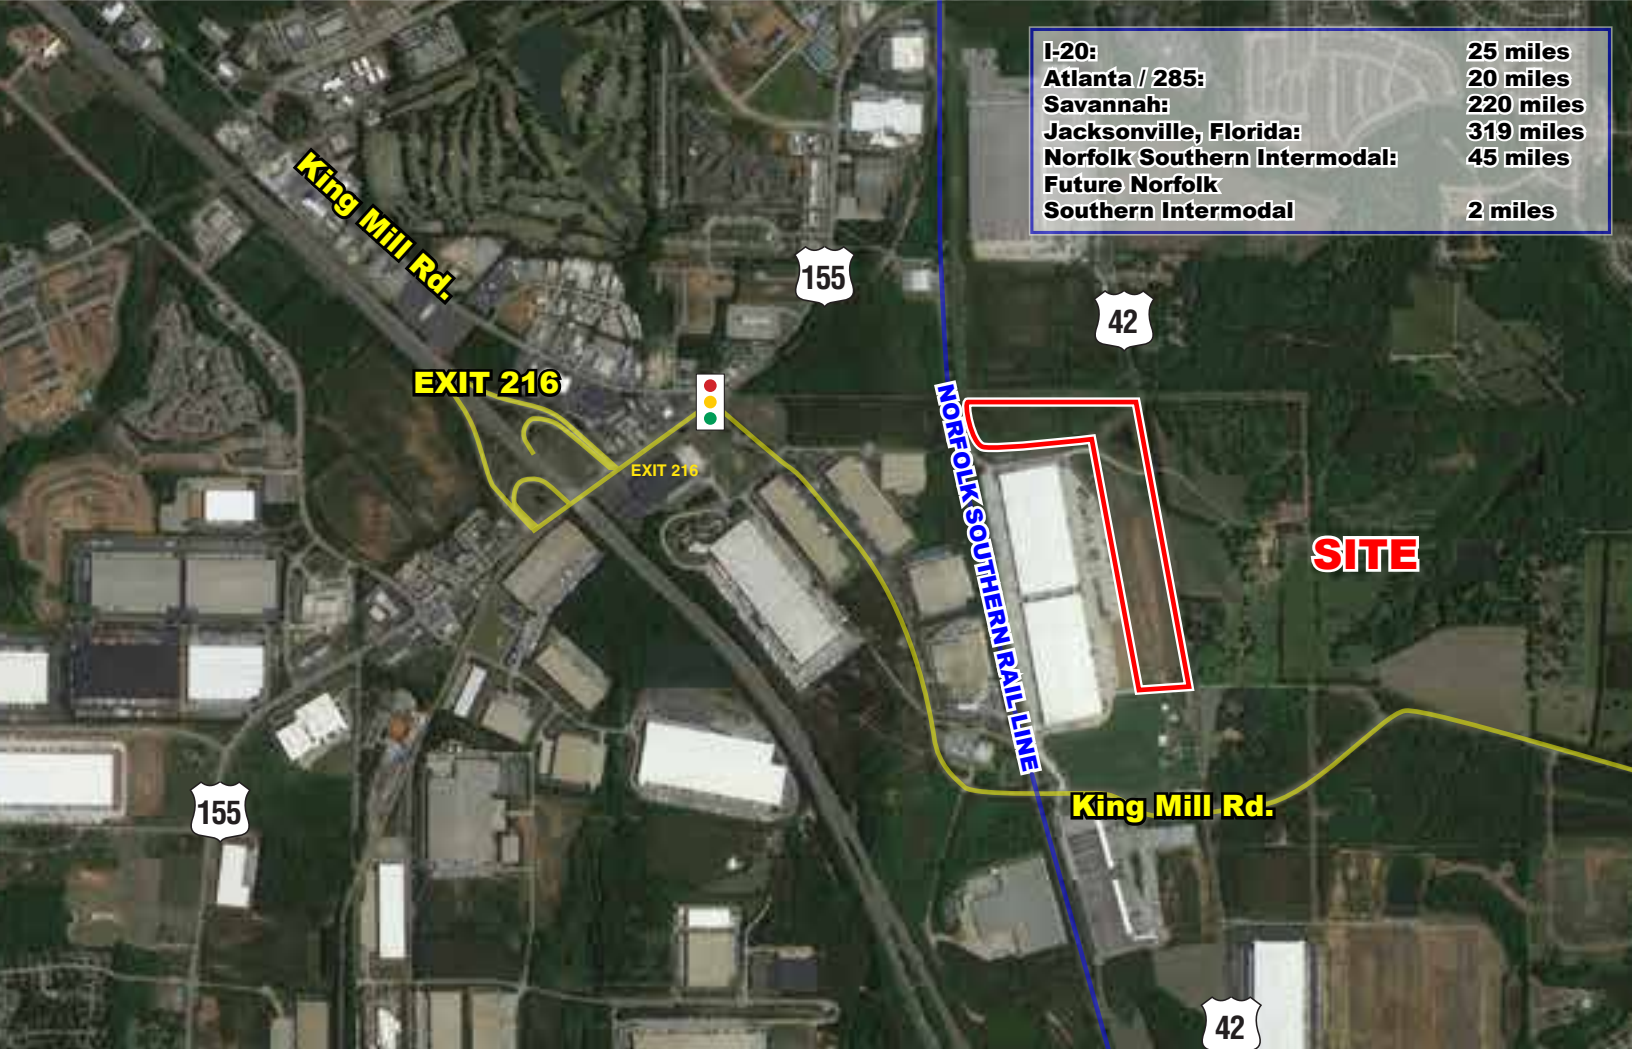 I-20: 25 miles
Atlanta / 285: 20 miles
Savannah: 220 miles
Jacksonville, Florida: 319 miles
Norfolk Southern Intermodal: 45 miles
Future Norfolk
Southern Intermodal 2 miles
King Mill Rd.
155
42
EXIT 216
EXIT 216
NORFOLK SOUTHERN RAIL LINE
SITE
155
King Mill Rd.
42